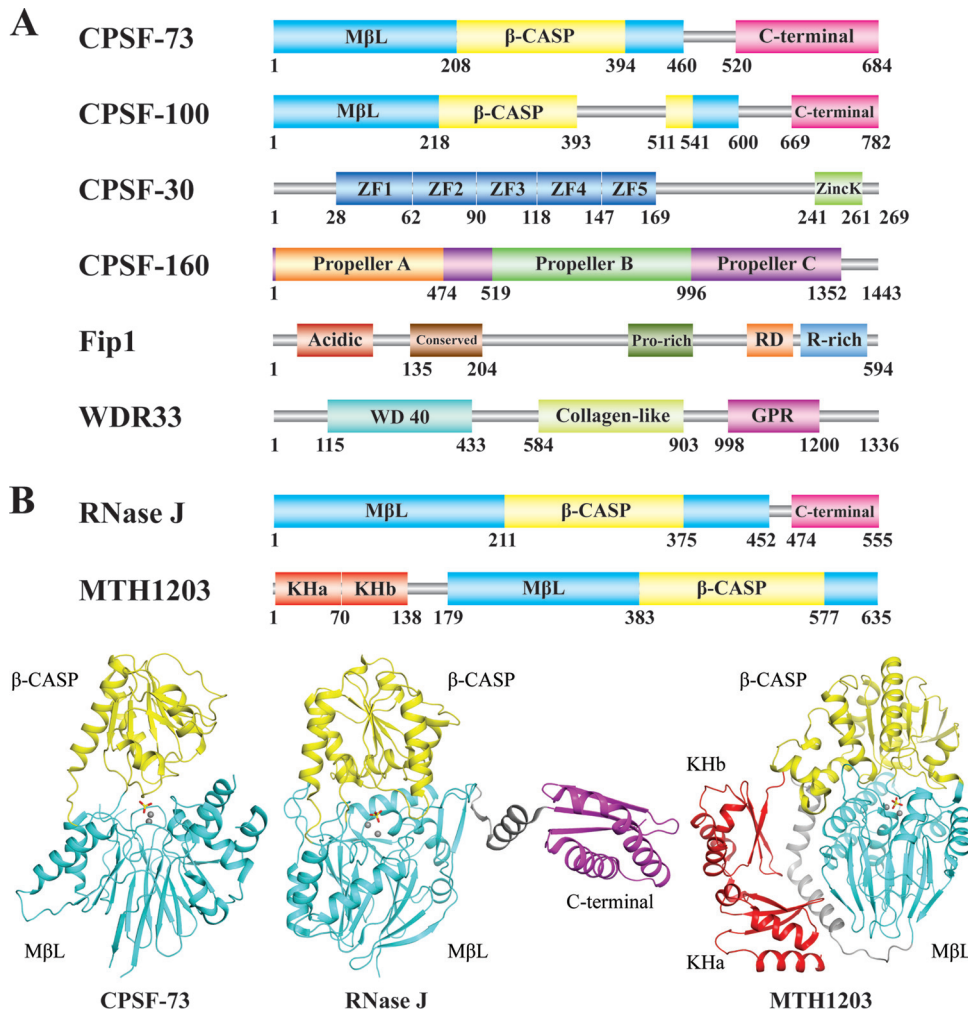 A
CPSF-73
MβL β-CASP C-terminal
1 208 394 460 520 684
CPSF-100
MβL β-CASP C-terminal
1 218 393 511 541 600 669 782
CPSF-30
ZF1 ZF2 ZF3 ZF4 ZF5 ZincK
1 28 62 90 118 147 169 241 261 269
CPSF-160
Propeller A Propeller B Propeller C
1 474 519 996 1352 1443
Fip1
Acidic Conserved Pro-rich RD R-rich
1 135 204 594
WDR33
WD 40 Collagen-like GPR
1 115 433 584 903 998 1200 1336
B
RNase J
MβL β-CASP C-terminal
1 211 375 452 474 555
MTH1203
KHa KHb MβL β-CASP
1 70 138 179 383 577 635
β-CASP
MβL
CPSF-73
β-CASP
C-terminal
MβL
RNase J
β-CASP
KHb
KHa
MβL
MTH1203